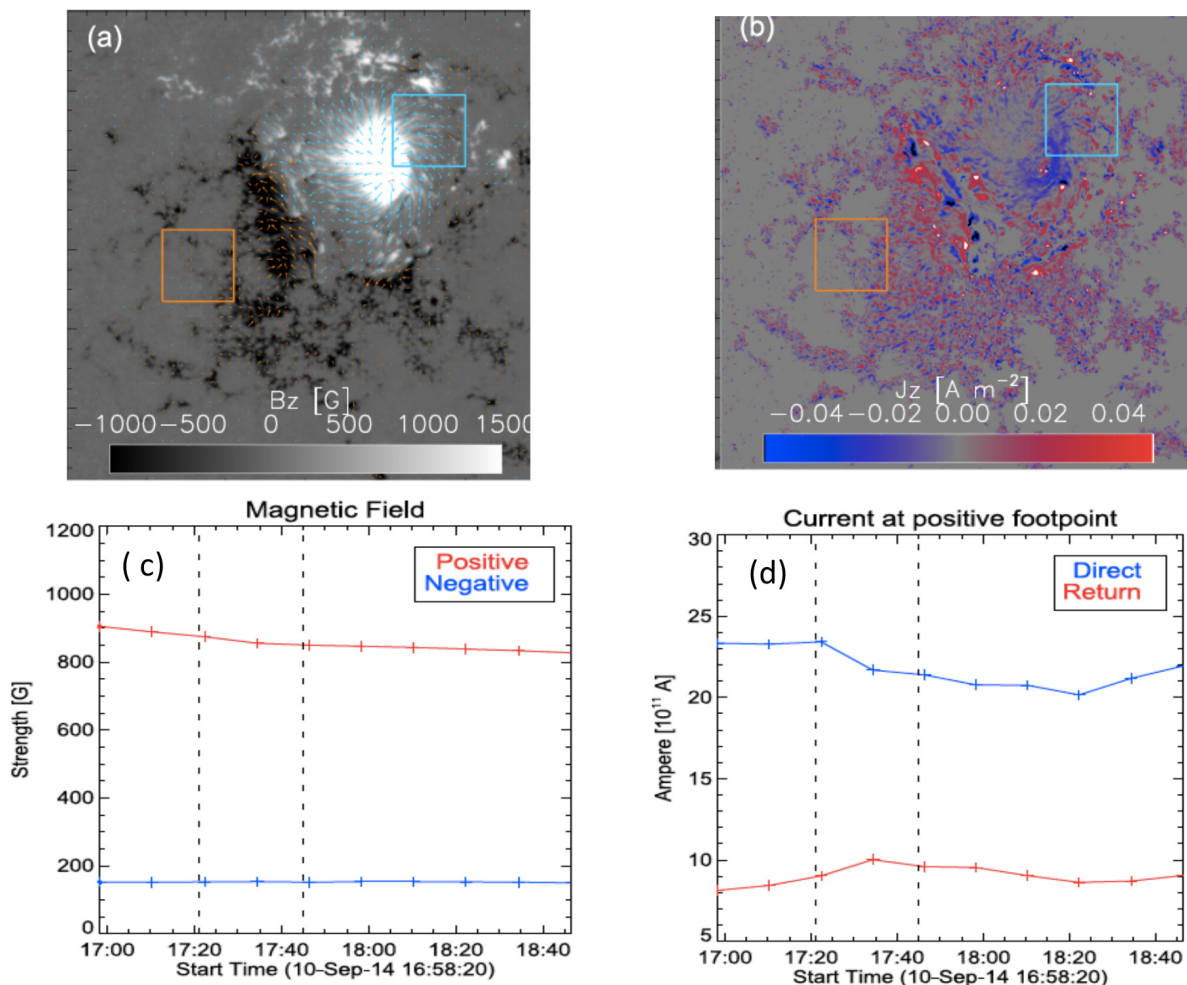 (a)
Bz [G]
−1000 −500 0 500 1000 1500
(b)
Jz [A m⁻²]
−0.04 −0.02 0.00 0.02 0.04
Magnetic Field
( c)
Positive
Negative
1200
1000
800
600
400
200
0
Strength [G]
17:00 17:20 17:40 18:00 18:20 18:40
Start Time (10-Sep-14 16:58:20)
Current at positive footpoint
(d)
Direct
Return
30
25
20
15
10
5
Ampere [10¹¹ A]
17:00 17:20 17:40 18:00 18:20 18:40
Start Time (10-Sep-14 16:58:20)